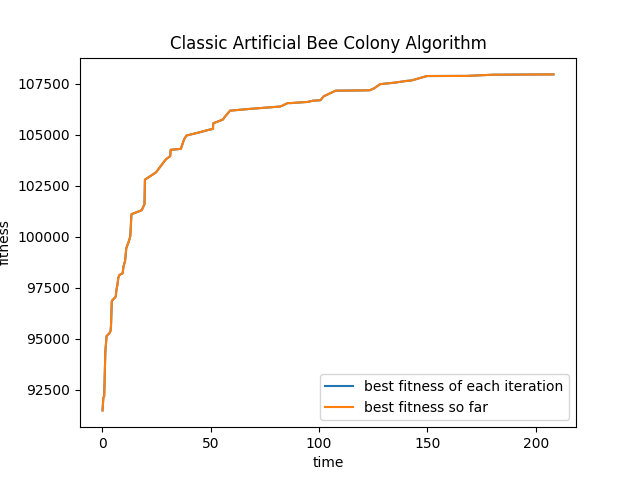 Classic Artificial Bee Colony Algorithm
107500
105000
102500
100000
97500
95000
92500
fitness
0 50 100 150 200
time
best fitness of each iteration
best fitness so far